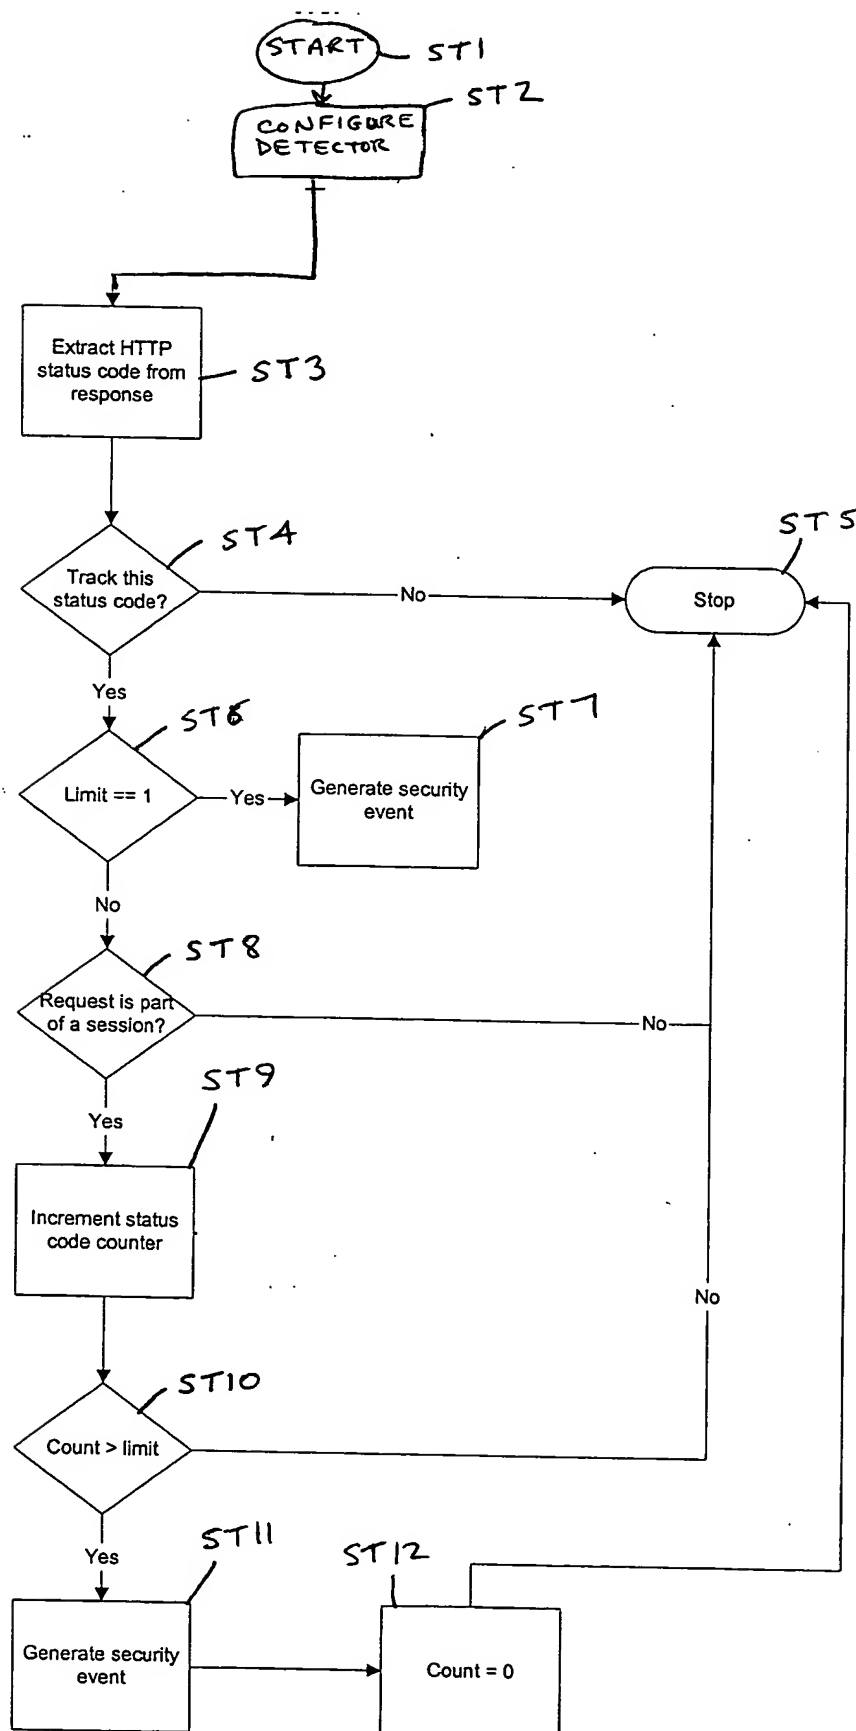 START
ST1
ST2
CONFIGURE
DETECTOR
Extract HTTP
status code from
response
ST3
ST4
ST5
Track this
status code?
No
Stop
Yes
ST6
ST7
Limit == 1
Yes
Generate security
event
No
ST8
Request is part
of a session?
No
ST9
Yes
Increment status
code counter
No
ST10
Count > limit
ST11
Yes
ST12
Generate security
event
Count = 0